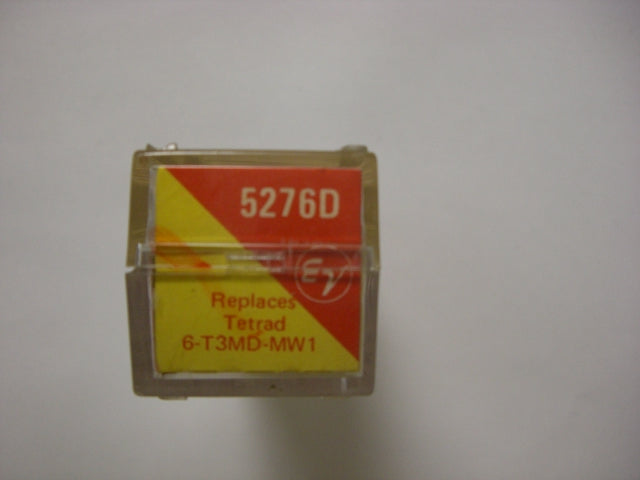 5276D
EV
Replaces
Tetrad
6-T3MD-MW1